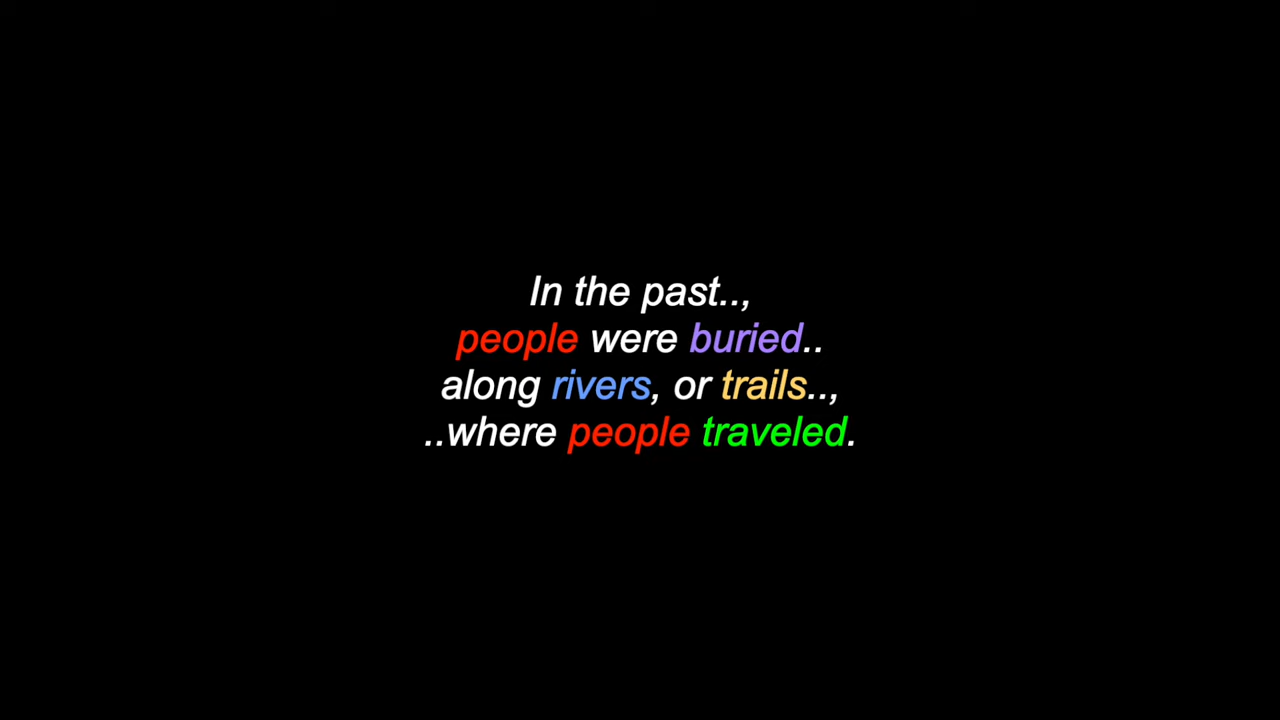 In the past..,
people were buried..
along rivers, or trails..,
..where people traveled.